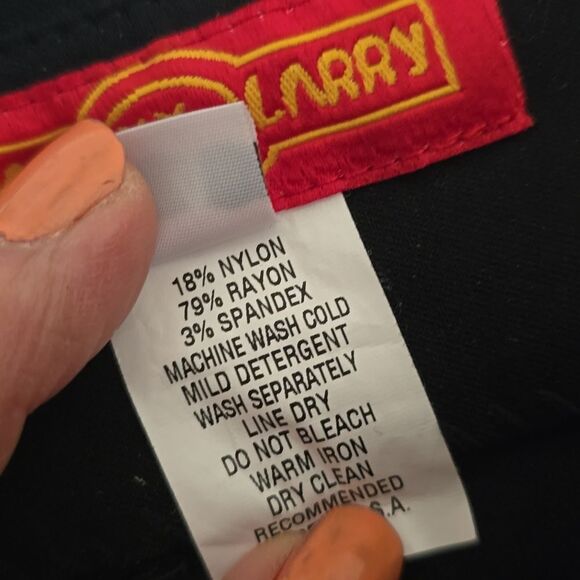 LARRY
18% NYLON
79% RAYON
3% SPANDEX
MACHINE WASH COLD
MILD DETERGENT
WASH SEPARATELY
LINE DRY
DO NOT BLEACH
WARM IRON
DRY CLEAN
RECOMMENDED
S.A.